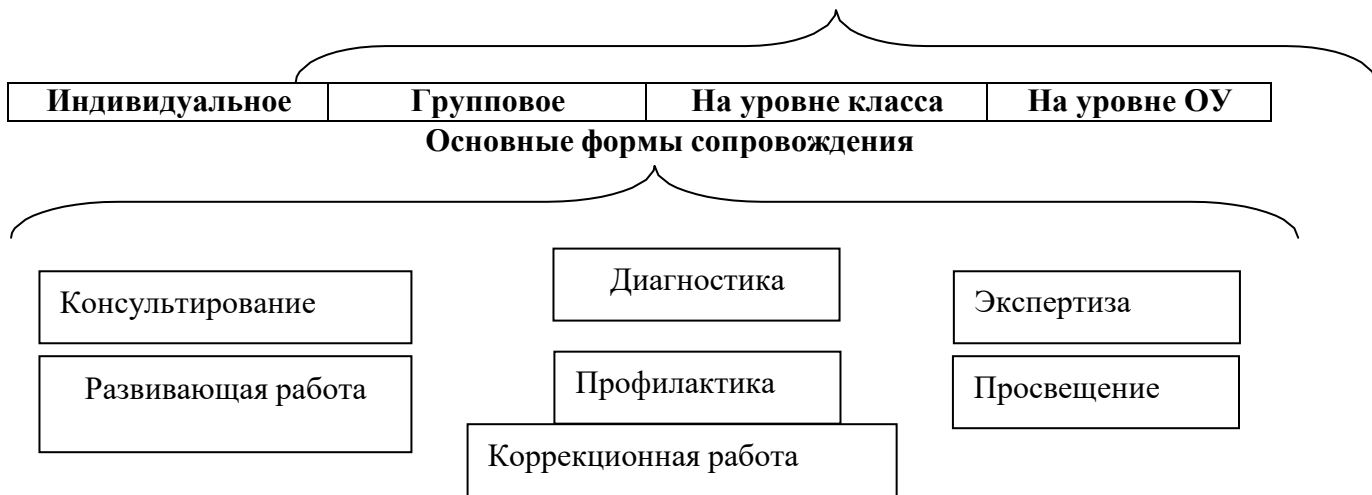 Индивидуальное Групповое На уровне класса На уровне ОУ
Основные формы сопровождения
Консультирование Диагностика Экспертиза
Развивающая работа Профилактика Просвещение
Коррекционная работа